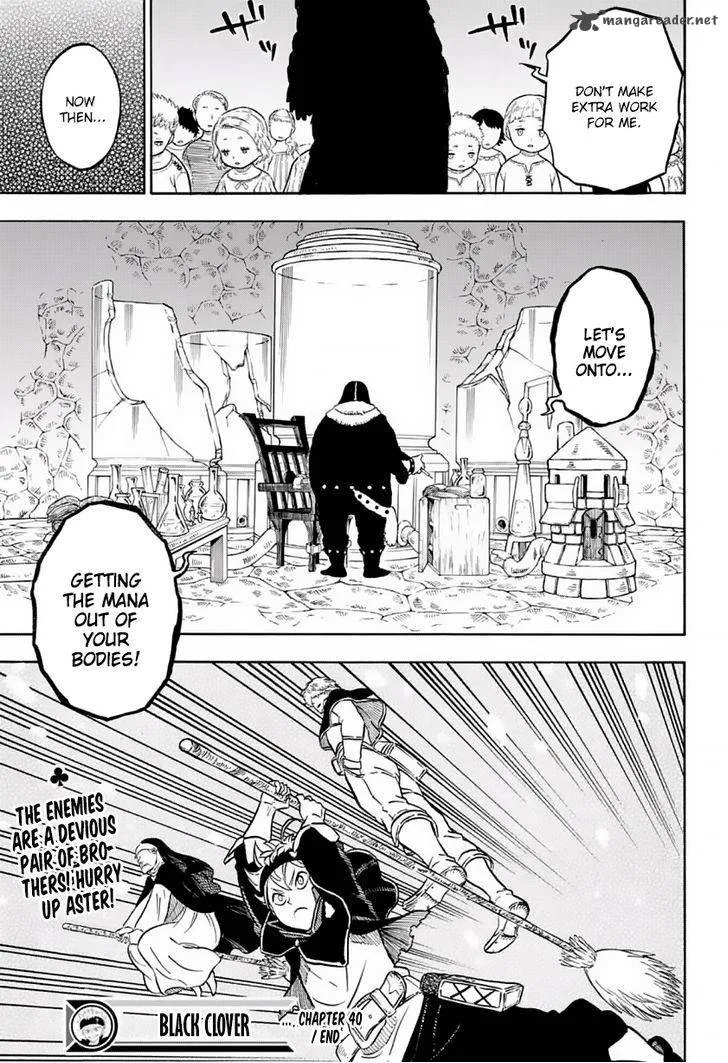 mangareader.net
DON'T MAKE
EXTRA WORK
FOR ME.
NOW
THEN...
LET'S
MOVE
ONTO...
GETTING
THE MANA
OUT OF
YOUR
BODIES!
THE ENEMIES
ARE A DEVIOUS
PAIR OF BRO-
THERS! HURRY
UP ASTER!
BLACK CLOVER
..., CHAPTER 40
/ END